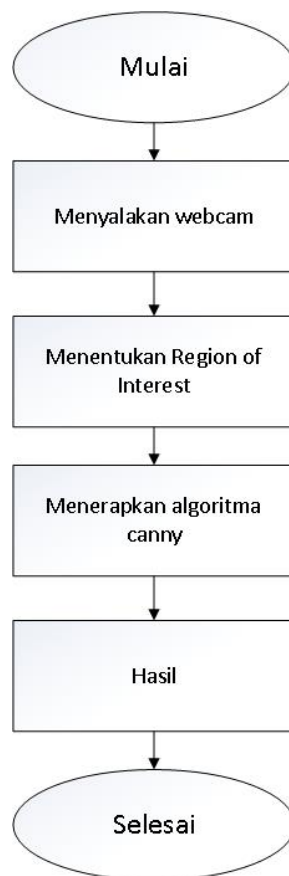 Mulai
Menyalakan webcam
Menentukan Region of
Interest
Menerapkan algoritma
canny
Hasil
Selesai